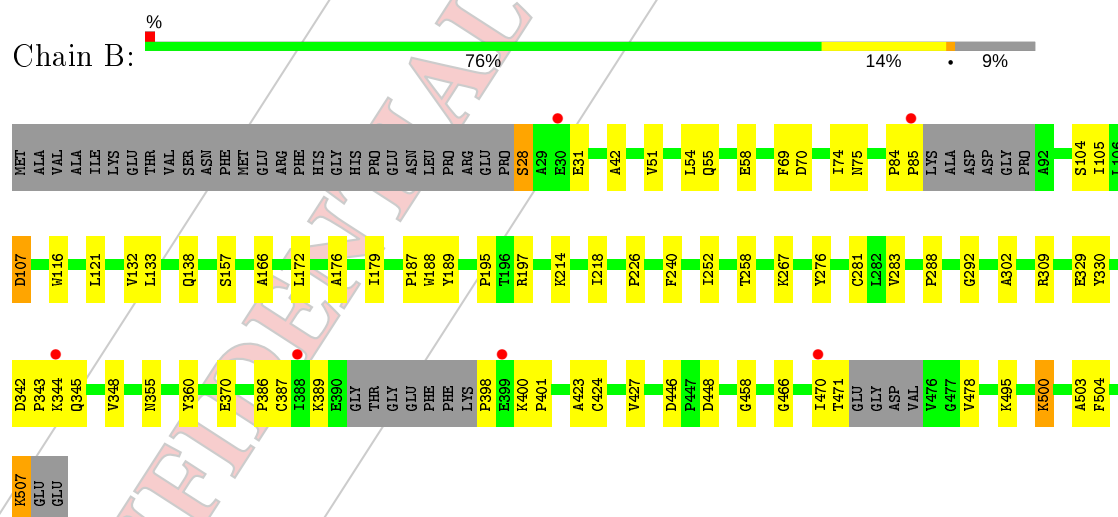 %
Chain B:
76% 14% • 9%
MET ALA VAL ALA ILE LYS GLU THR VAL SER ASN PHE MET GLU ARG PHE HIS GLY HIS PRO GLU ASN LEU PRO ARG GLU PRO S28 A29 E30 E31 A42 V51 L54 Q55 E58 F69 D70 I74 N75 P84 P85 LYS ALA ASP ASP GLY PRO A92 S104 I105 L106
D107 W116 L121 V132 L133 Q138 S157 A166 L172 A176 I179 P187 W188 Y189 P195 T196 R197 K214 I218 P226 F240 I252 T258 K267 Y276 C281 L282 V283 P288 G292 A302 R309 E329 Y330
D342 P343 K344 Q345 V348 N355 Y360 E370 P386 C387 I388 K389 E390 GLY THR GLY GLU PHE PHE LYS P398 E399 K400 P401 A423 C424 V427 D446 P447 D448 G458 G466 I470 T471 GLU GLY ASP VAL V476 G477 V478 K495 K500 A503 F504
K507 GLU GLU